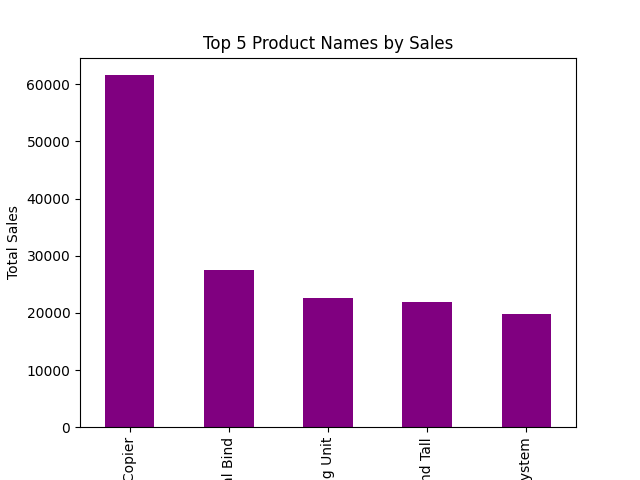 Top 5 Product Names by Sales
Total Sales
60000
50000
40000
30000
20000
10000
0
Copier
l Bind
g Unit
nd Tall
ystem